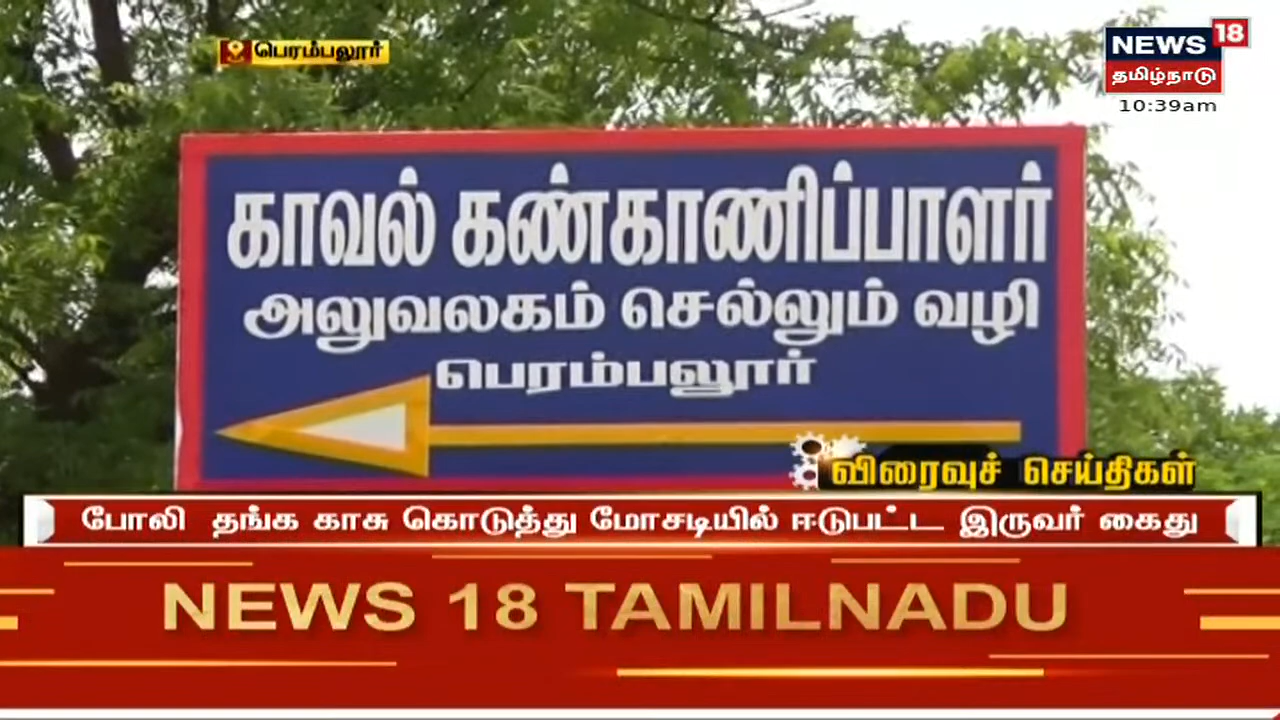 பெரம்பலூர்
NEWS 18
தமிழ்நாடு
10:39am
காவல் கண்காணிப்பாளர்
அலுவலகம் செல்லும் வழி
பெரம்பலூர்
விரைவுச் செய்திகள்
போலி தங்க காசு கொடுத்து மோசடியில் ஈடுபட்ட இருவர் கைது
NEWS 18 TAMILNADU